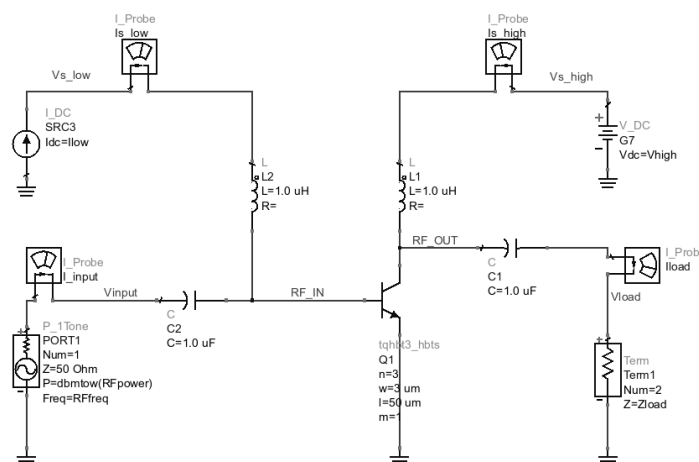 I_Probe
Is_low
I_Probe
Is_high
Vs_low
Vs_high
I_DC
SRC3
Idc=Ilow
+
-
V_DC
G7
Vdc=Vhigh
L
L2
L=1.0 uH
R=
L
L1
L=1.0 uH
R=
I_Probe
I_input
Vinput
C
C2
C=1.0 uF
RF_IN
RF_OUT
C
C1
C=1.0 uF
I_Prob
Iload
Vload
+
-
P_1Tone
PORT1
Num=1
Z=50 Ohm
P=dbmtow(RFpower)
Freq=RFfreq
tqhbt3_hbts
Q1
n=3
w=3 um
l=50 um
m=1
+
-
Term
Term1
Num=2
Z=Zload